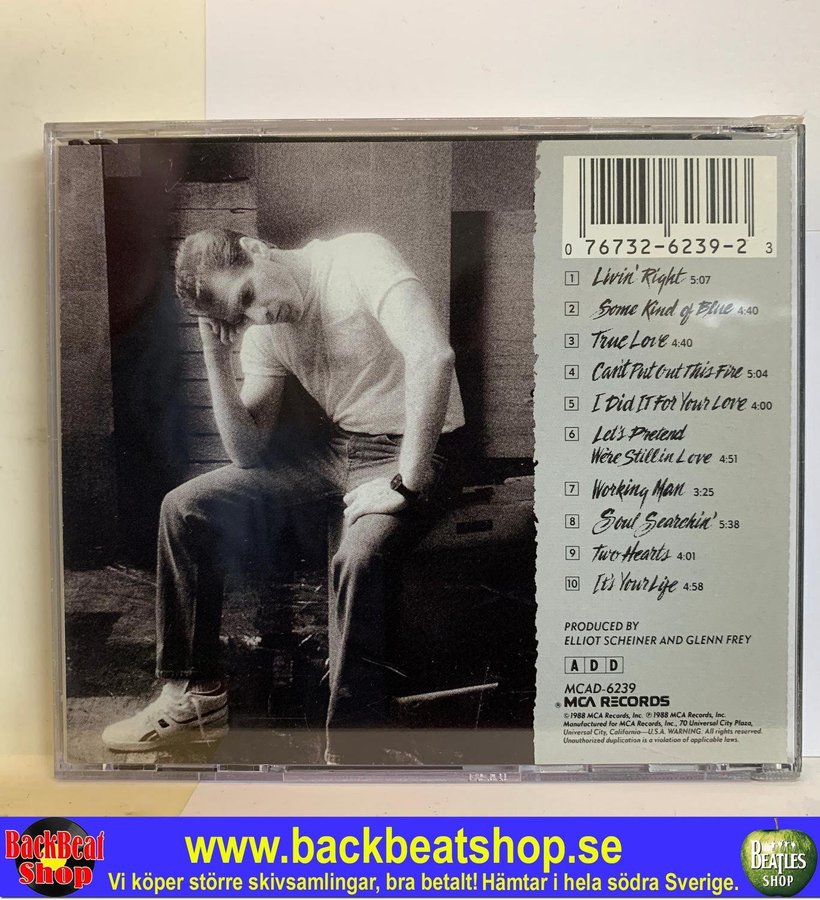 0 76732-6239-2 3
1 Livin' Right 5:07
2 Some Kind of Blue 4:40
3 True Love 4:40
4 Can't Put Out This Fire 5:04
5 I Did It For Your Love 4:00
6 Let's Pretend
We're Still in Love 4:51
7 Working Man 3:25
8 Soul Searchin' 5:38
9 Two Hearts 4:01
10 It's Your Life 4:58
PRODUCED BY
ELLIOT SCHEINER AND GLENN FREY
A D D
MCAD-6239
® MCA RECORDS
©1988 MCA Records, Inc. ℗1988 MCA Records, Inc.
Manufactured for MCA Records, Inc., 70 Universal City Plaza,
Universal City, California—U.S.A. WARNING: All rights reserved.
Unauthorized duplication is a violation of applicable laws.
BackBeat
Shop
www.backbeatshop.se
Vi köper större skivsamlingar, bra betalt! Hämtar i hela södra Sverige.
BEATLES
SHOP